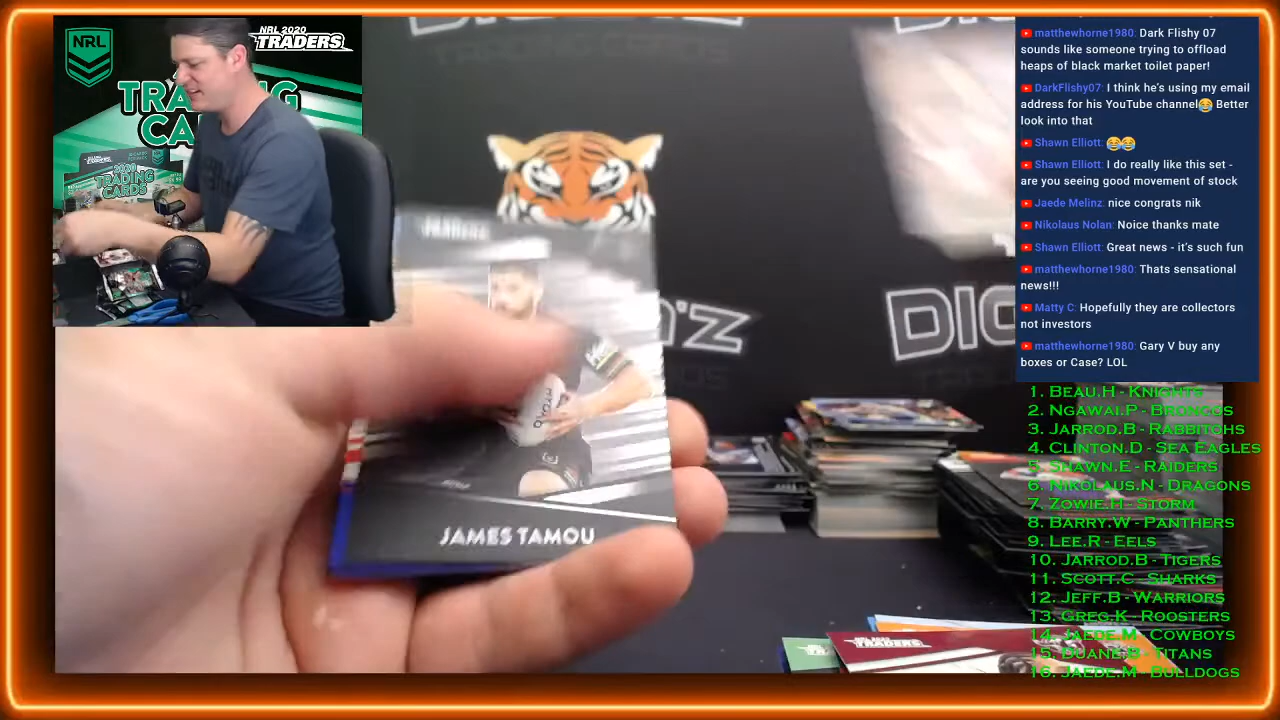 NRL
NRL 2020
TRADERS
TRADING
2020
TRADING
CARDS
TRADERS
JAMES TAMOU
NRL 2020
TRADERS
matthewhorne1980: Dark Flishy 07
sounds like someone trying to offload
heaps of black market toilet paper!
DarkFlishy07: I think he's using my email
address for his YouTube channel😂 Better
look into that
Shawn Elliott: 😂😂
Shawn Elliott: I do really like this set -
are you seeing good movement of stock
Jaede Melinz: nice congrats nik
Nikolaus Nolan: Noice thanks mate
Shawn Elliott: Great news - it's such fun
matthewhorne1980: Thats sensational
news!!!
Matty C: Hopefully they are collectors
not investors
matthewhorne1980: Gary V buy any
boxes or Case? LOL
1. Beau.H - Knights
2. Ngawai.P - Broncos
3. Jarrod.B - Rabbitohs
4. Clinton.D - Sea Eagles
5. Shawn.E - Raiders
6. Nikolaus.N - Dragons
7. Zowie.H - Storm
8. Barry.W - Panthers
9. Lee.R - Eels
10. Jarrod.B - Tigers
11. Scott.C - Sharks
12. Jeff.B - Warriors
13. Greg.K - Roosters
14. Jaede.M - Cowboys
15. Duane.B - Titans
16. Jaede.M - Bulldogs